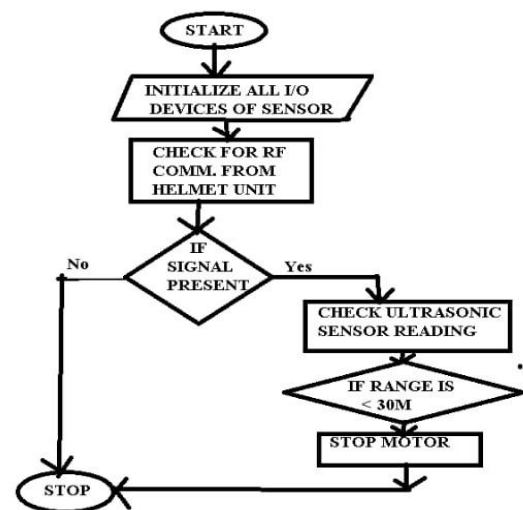 START
INITIALIZE ALL I/O
DEVICES OF SENSOR
CHECK FOR RF
COMM. FROM
HELMET UNIT
IF
SIGNAL
PRESENT
No
Yes
CHECK ULTRASONIC
SENSOR READING
IF RANGE IS
< 30M
STOP MOTOR
STOP